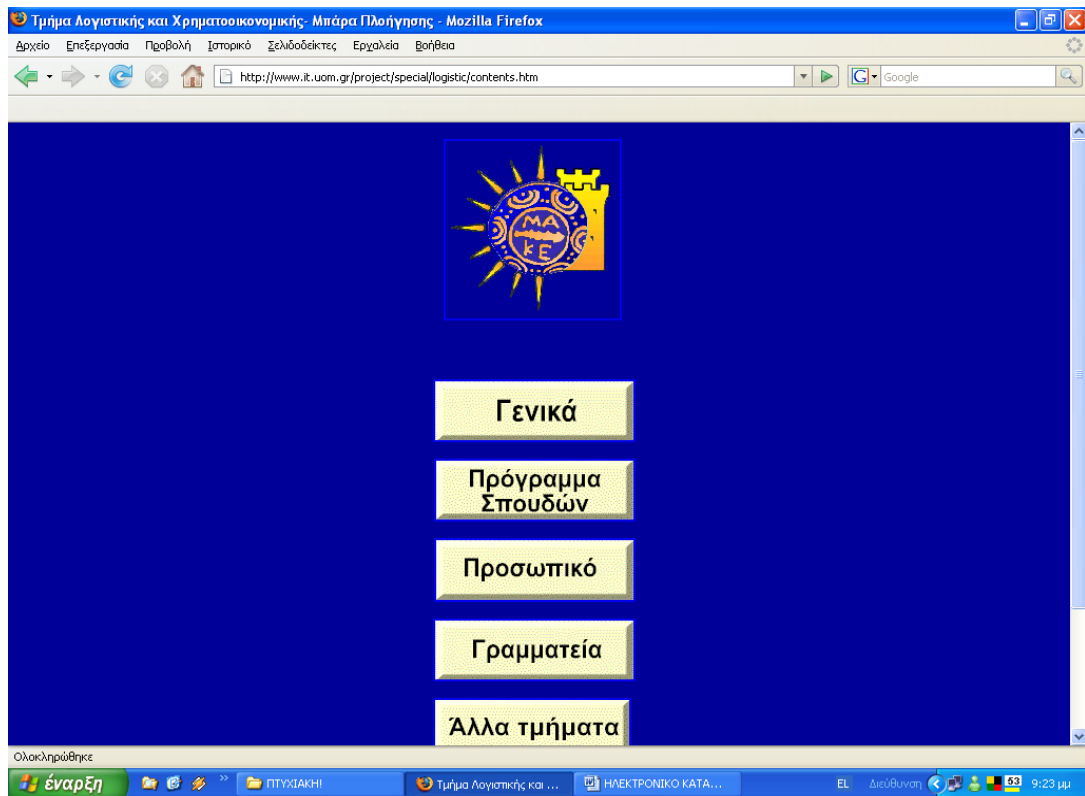 Τμήμα Λογιστικής και Χρηματοοικονομικής- Μπάρα Πλοήγησης - Mozilla Firefox
Αρχείο Επεξεργασία Προβολή Ιστορικό Σελιδοδείκτες Εργαλεία Βοήθεια
http://www.it.uom.gr/project/special/logistic/contents.htm G Google
ΜΑ
ΚΕ
Γενικά
Πρόγραμμα
Σπουδών
Προσωπικό
Γραμματεία
Άλλα τμήματα
Ολοκληρώθηκε
έναρξη » ΠΤΥΧΙΑΚΗ! Τμήμα Λογιστικής και ... ΗΛΕΚΤΡΟΝΙΚΟ ΚΑΤΑ... EL Διεύθυνση 53 9:23 μμ